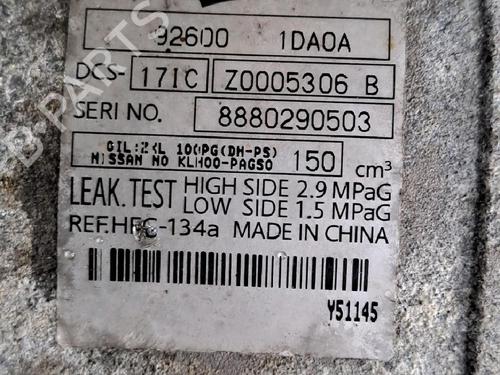 92600 1DA0A
DCS- 17IC Z0005306 B
SERI NO. 8880290503
OIL:ZXL 100PG(DH-PS)
NISSAN NO KLH00-PAGS0 150 cm³
LEAK.TEST HIGH SIDE 2.9 MPaG
LOW SIDE 1.5 MPaG
REF.HFC-134a MADE IN CHINA
Y51145